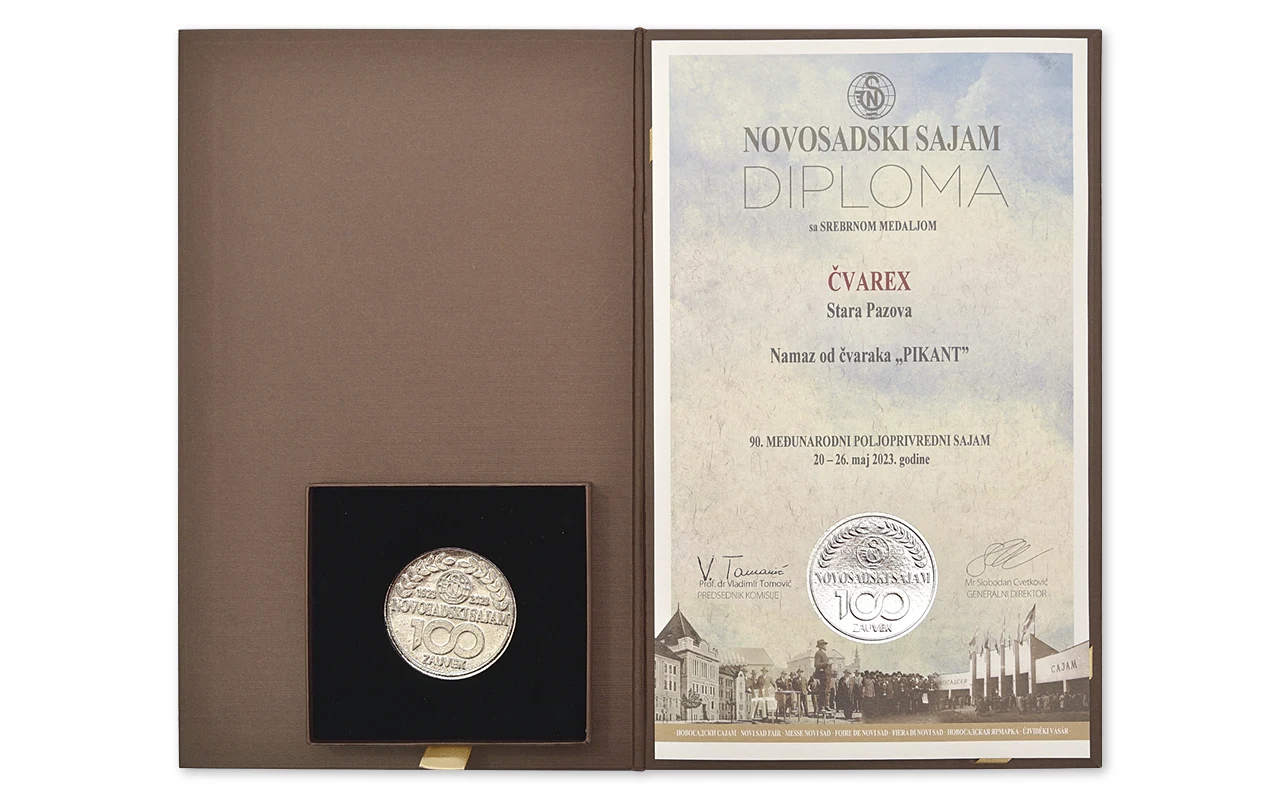 NOVOSADSKI SAJAM
DIPLOMA
sa SREBRNOM MEDALJOM
ČVAREX
Stara Pazova
Namaz od čvaraka „PIKANT”
90. MEĐUNARODNI POLJOPRIVREDNI SAJAM
20 – 26. maj 2023. godine
V. Tomović
Prof. dr Vladimir Tomović
PREDSEDNIK KOMISIJE
NOVOSADSKI SAJAM
100
ZAUVEK
Mr Slobodan Cvetković
GENERALNI DIREKTOR
САЈАМ
НОВОСАДСКИ САЈАМ · NOVI SAD FAIR · MESSE NOVI SAD · FOIRE DE NOVI SAD · FIERA DI NOVI SAD · НОВОСАДСКАЯ ЯРМАРКА · ÚJVIDÉKI VÁSÁR
1923 2023
NOVOSADSKI SAJAM
100
ZAUVEK